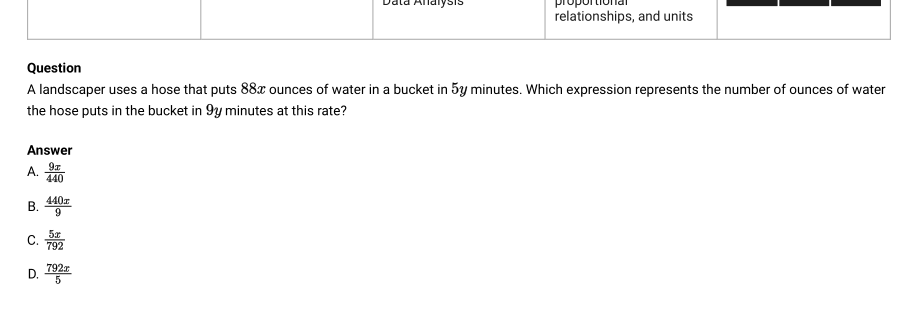 Data Analysis
proportional
relationships, and units
Question
A landscaper uses a hose that puts 88x ounces of water in a bucket in 5y minutes. Which expression represents the number of ounces of water
the hose puts in the bucket in 9y minutes at this rate?
Answer
A. 9x/440
B. 440x/9
C. 5x/792
D. 792x/5